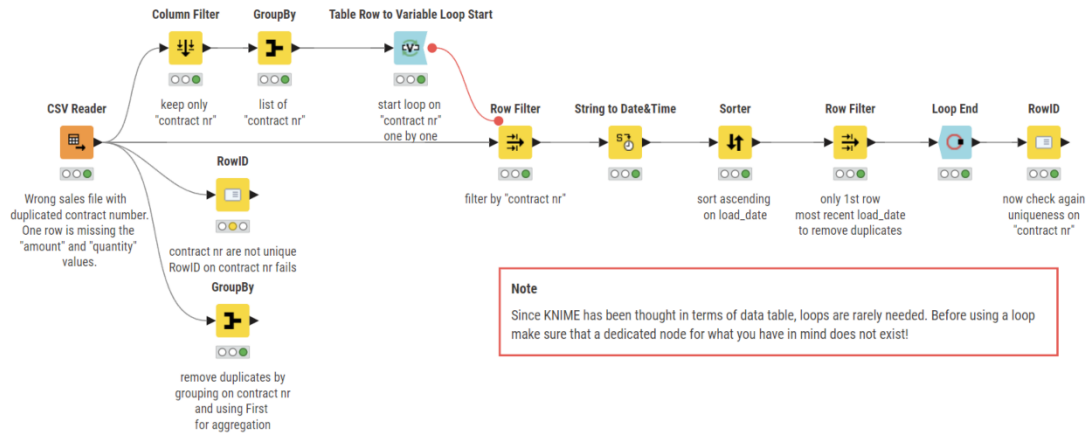 Column Filter
GroupBy
Table Row to Variable Loop Start
keep only
"contract nr"
list of
"contract nr"
start loop on
"contract nr"
one by one
CSV Reader
Row Filter
String to Date&Time
Sorter
Row Filter
Loop End
RowID
Wrong sales file with
duplicated contract number.
One row is missing the
"amount" and "quantity"
values.
filter by "contract nr"
sort ascending
on load_date
only 1st row
most recent load_date
to remove duplicates
now check again
uniqueness on
"contract nr"
RowID
contract nr are not unique
RowID on contract nr fails
GroupBy
remove duplicates by
grouping on contract nr
and using First
for aggregation
Note
Since KNIME has been thought in terms of data table, loops are rarely needed. Before using a loop
make sure that a dedicated node for what you have in mind does not exist!